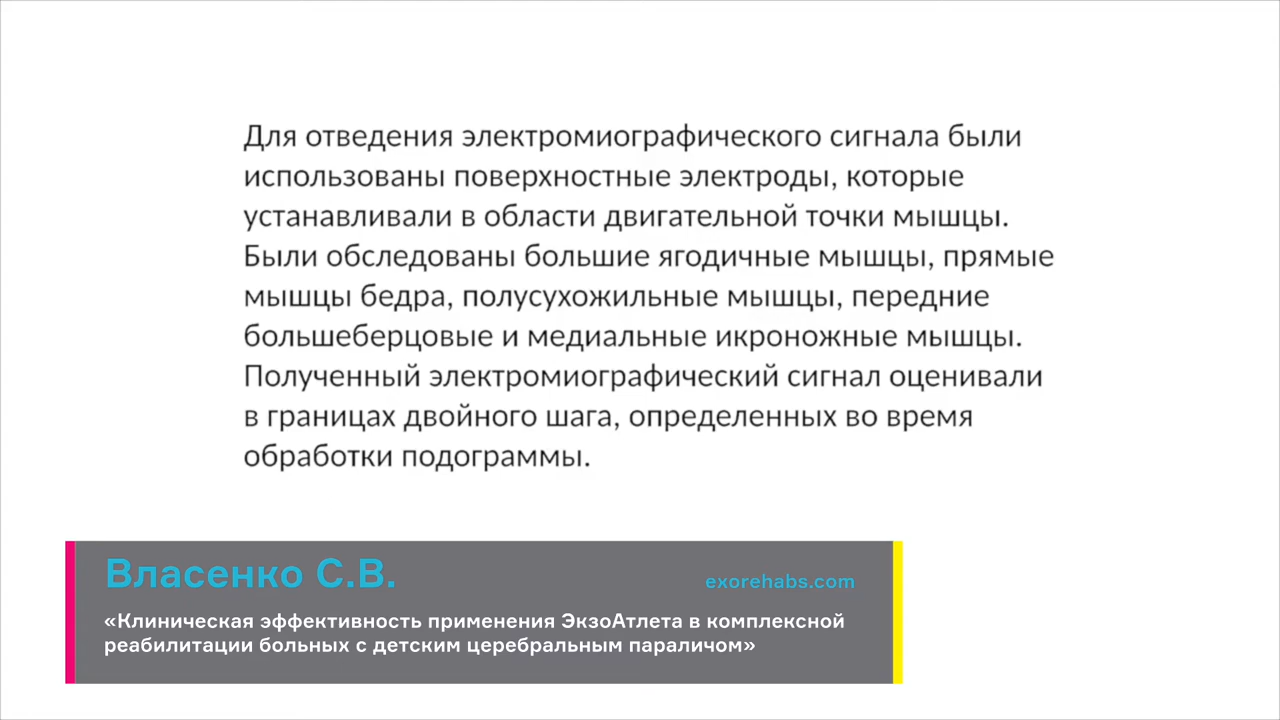 Для отведения электромиографического сигнала были
использованы поверхностные электроды, которые
устанавливали в области двигательной точки мышцы.
Были обследованы большие ягодичные мышцы, прямые
мышцы бедра, полусухожильные мышцы, передние
большеберцовые и медиальные икроножные мышцы.
Полученный электромиографический сигнал оценивали
в границах двойного шага, определенных во время
обработки подограммы.
Власенко С.В.
exorehabs.com
«Клиническая эффективность применения ЭкзоАтлета в комплексной
реабилитации больных с детским церебральным параличом»